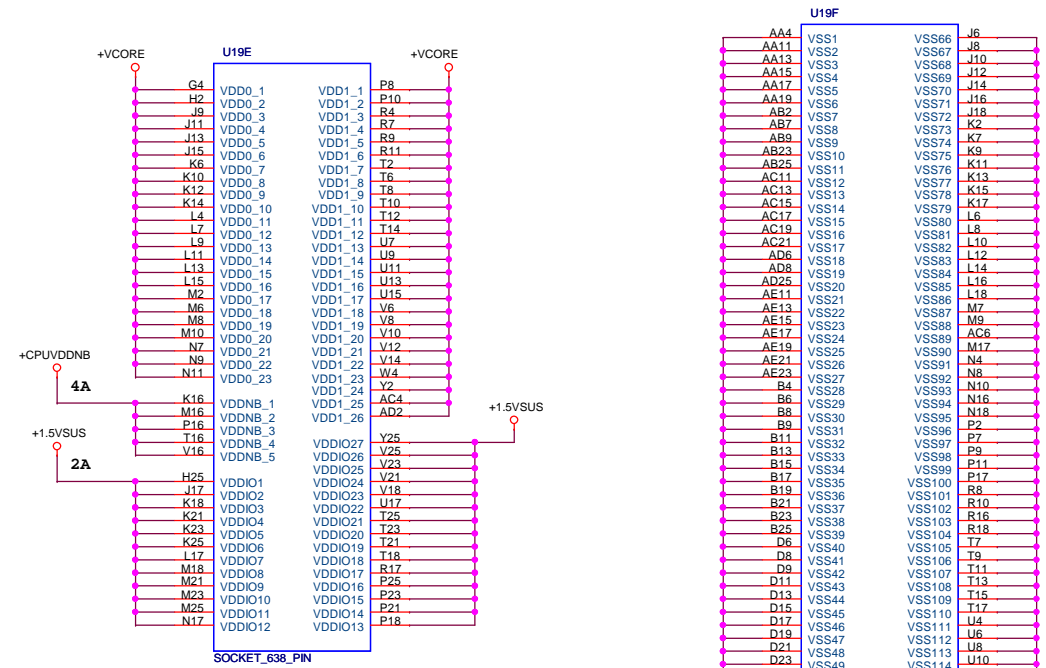 U19E
+VCORE
+VCORE
G4 VDD0_1 VDD1_1 P8
H2 VDD0_2 VDD1_2 P10
J9 VDD0_3 VDD1_3 R4
J11 VDD0_4 VDD1_4 R7
J13 VDD0_5 VDD1_5 R9
J15 VDD0_6 VDD1_6 R11
K6 VDD0_7 VDD1_7 T2
K10 VDD0_8 VDD1_8 T6
K12 VDD0_9 VDD1_9 T8
K14 VDD0_10 VDD1_10 T10
L4 VDD0_11 VDD1_11 T12
L7 VDD0_12 VDD1_12 T14
L9 VDD0_13 VDD1_13 U7
L11 VDD0_14 VDD1_14 U9
L13 VDD0_15 VDD1_15 U11
L15 VDD0_16 VDD1_16 U13
M2 VDD0_17 VDD1_17 U15
M6 VDD0_18 VDD1_18 V6
M8 VDD0_19 VDD1_19 V8
M10 VDD0_20 VDD1_20 V10
N7 VDD0_21 VDD1_21 V12
N9 VDD0_22 VDD1_22 V14
N11 VDD0_23 VDD1_23 W4
VDD1_24 Y2
+CPUVDDNB
4A
K16 VDDNB_1 VDD1_25 AC4
M16 VDDNB_2 VDD1_26 AD2
P16 VDDNB_3
T16 VDDNB_4
V16 VDDNB_5
+1.5VSUS
+1.5VSUS
2A
VDDIO27 Y25
VDDIO26 V25
VDDIO25 V23
H25 VDDIO1 VDDIO24 V21
J17 VDDIO2 VDDIO23 V18
K18 VDDIO3 VDDIO22 U17
K21 VDDIO4 VDDIO21 T25
K23 VDDIO5 VDDIO20 T23
K25 VDDIO6 VDDIO19 T21
L17 VDDIO7 VDDIO18 T18
M18 VDDIO8 VDDIO17 R17
M21 VDDIO9 VDDIO16 P25
M23 VDDIO10 VDDIO15 P23
M25 VDDIO11 VDDIO14 P21
N17 VDDIO12 VDDIO13 P18
SOCKET_638_PIN
U19F
AA4 VSS1 VSS66 J6
AA11 VSS2 VSS67 J8
AA13 VSS3 VSS68 J10
AA15 VSS4 VSS69 J12
AA17 VSS5 VSS70 J14
AA19 VSS6 VSS71 J16
AB2 VSS7 VSS72 J18
AB7 VSS8 VSS73 K2
AB9 VSS9 VSS74 K7
AB23 VSS10 VSS75 K9
AB25 VSS11 VSS76 K11
AC11 VSS12 VSS77 K13
AC13 VSS13 VSS78 K15
AC15 VSS14 VSS79 K17
AC17 VSS15 VSS80 L6
AC19 VSS16 VSS81 L8
AC21 VSS17 VSS82 L10
AD6 VSS18 VSS83 L12
AD8 VSS19 VSS84 L14
AD25 VSS20 VSS85 L16
AE11 VSS21 VSS86 L18
AE13 VSS22 VSS87 M7
AE15 VSS23 VSS88 M9
AE17 VSS24 VSS89 AC6
AE19 VSS25 VSS90 M17
AE21 VSS26 VSS91 N4
AE23 VSS27 VSS92 N8
B4 VSS28 VSS93 N10
B6 VSS29 VSS94 N16
B8 VSS30 VSS95 N18
B9 VSS31 VSS96 P2
B11 VSS32 VSS97 P7
B13 VSS33 VSS98 P9
B15 VSS34 VSS99 P11
B17 VSS35 VSS100 P17
B19 VSS36 VSS101 R8
B21 VSS37 VSS102 R10
B23 VSS38 VSS103 R16
B25 VSS39 VSS104 R18
D6 VSS40 VSS105 T7
D8 VSS41 VSS106 T9
D9 VSS42 VSS107 T11
D11 VSS43 VSS108 T13
D13 VSS44 VSS109 T15
D15 VSS45 VSS110 T17
D17 VSS46 VSS111 U4
D19 VSS47 VSS112 U6
D21 VSS48 VSS113 U8
D23 VSS49 VSS114 U10